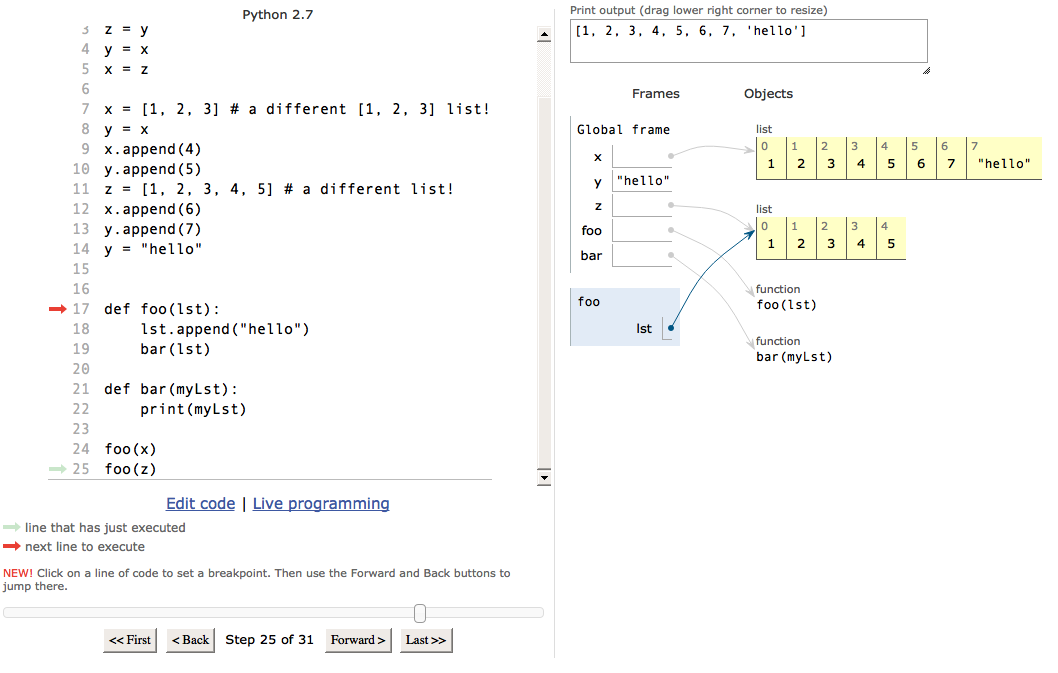 Python 2.7
3 z = y
4 y = x
5 x = z
6
7 x = [1, 2, 3] # a different [1, 2, 3] list!
8 y = x
9 x.append(4)
10 y.append(5)
11 z = [1, 2, 3, 4, 5] # a different list!
12 x.append(6)
13 y.append(7)
14 y = "hello"
15
16
17 def foo(lst):
18 lst.append("hello")
19 bar(lst)
20
21 def bar(myLst):
22 print(myLst)
23
24 foo(x)
25 foo(z)
Edit code | Live programming
line that has just executed
next line to execute
NEW! Click on a line of code to set a breakpoint. Then use the Forward and Back buttons to
jump there.
<< First < Back Step 25 of 31 Forward > Last >>
Print output (drag lower right corner to resize)
[1, 2, 3, 4, 5, 6, 7, 'hello']
Frames Objects
Global frame
x
y "hello"
z
foo
bar
foo
lst
list
0 1 2 3 4 5 6 7
1 2 3 4 5 6 7 "hello"
list
0 1 2 3 4
1 2 3 4 5
function
foo(lst)
function
bar(myLst)